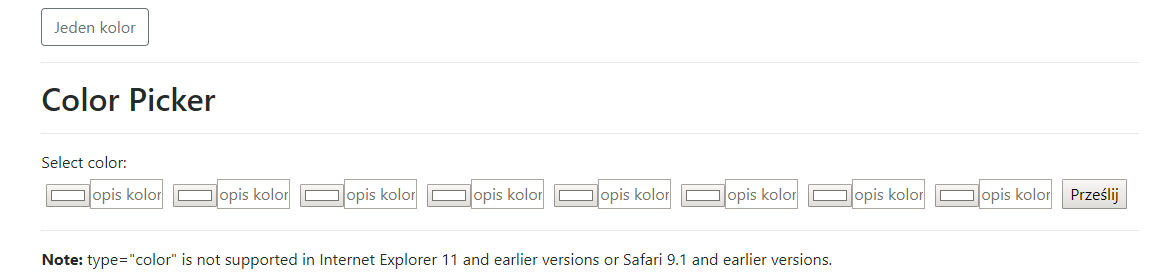 Jeden kolor
Color Picker
Select color:
opis kolor opis kolor opis kolor opis kolor opis kolor opis kolor opis kolor opis kolor Prześlij
Note: type="color" is not supported in Internet Explorer 11 and earlier versions or Safari 9.1 and earlier versions.